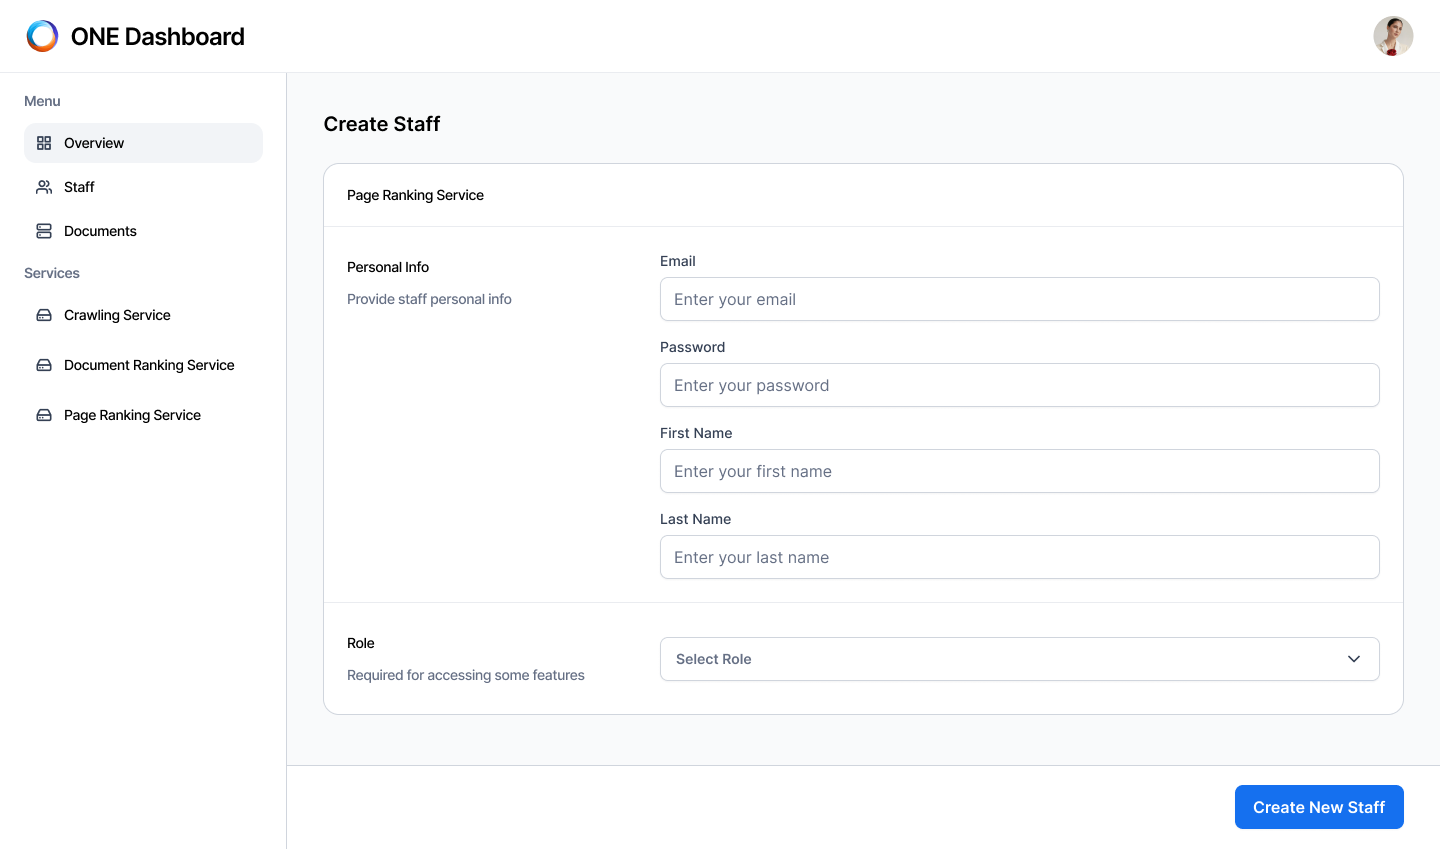 ONE Dashboard
Menu
Overview
Staff
Documents
Services
Crawling Service
Document Ranking Service
Page Ranking Service
Create Staff
Page Ranking Service
Personal Info
Provide staff personal info
Email
Enter your email
Password
Enter your password
First Name
Enter your first name
Last Name
Enter your last name
Role
Required for accessing some features
Select Role
Create New Staff